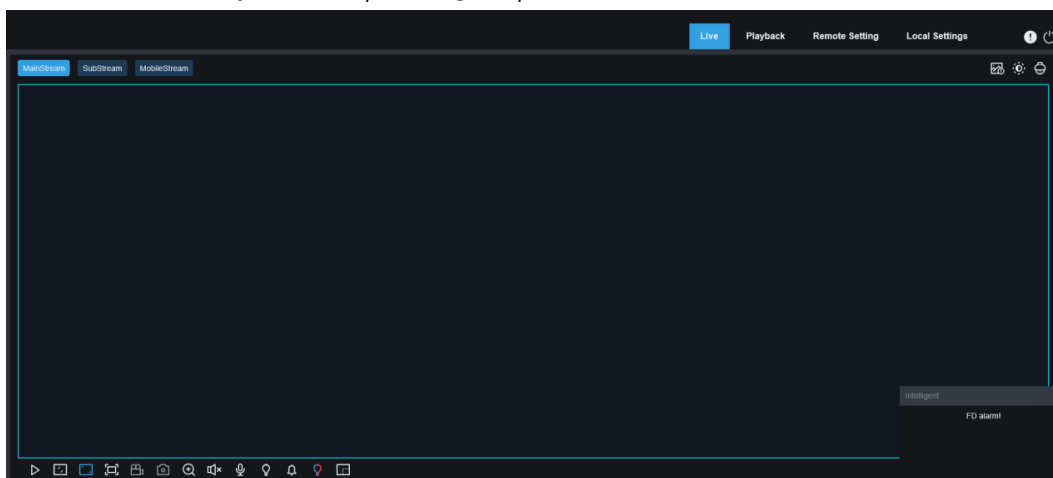 Live Playback Remote Setting Local Settings
MainStream SubStream MobileStream
Intelligent
FD alarm!